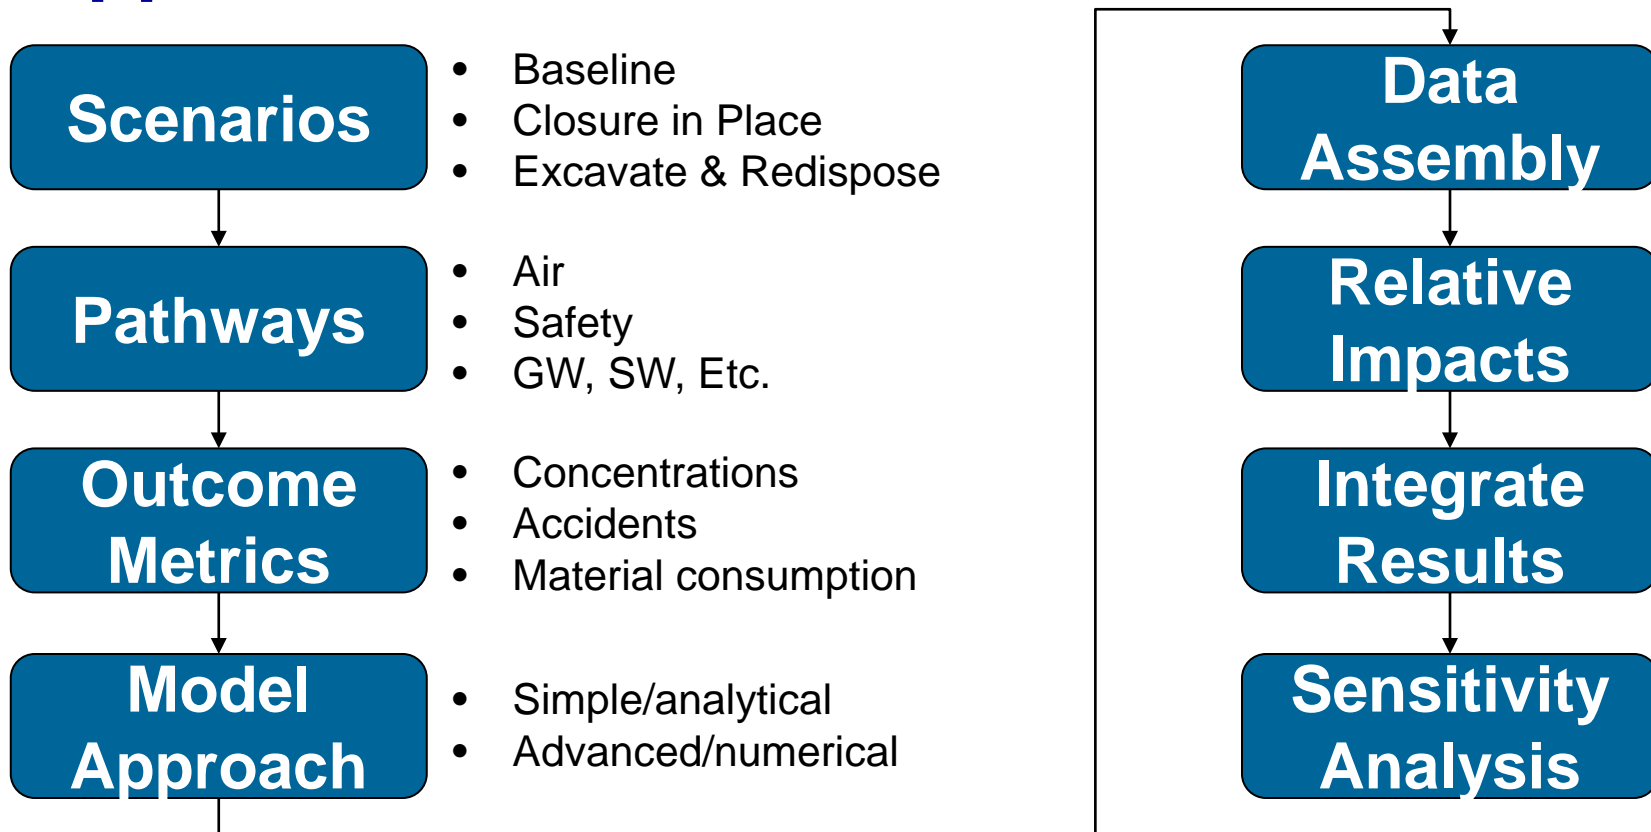 Scenarios
• Baseline
• Closure in Place
• Excavate & Redispose
Pathways
• Air
• Safety
• GW, SW, Etc.
Outcome
Metrics
• Concentrations
• Accidents
• Material consumption
Model
Approach
• Simple/analytical
• Advanced/numerical
Data
Assembly
Relative
Impacts
Integrate
Results
Sensitivity
Analysis